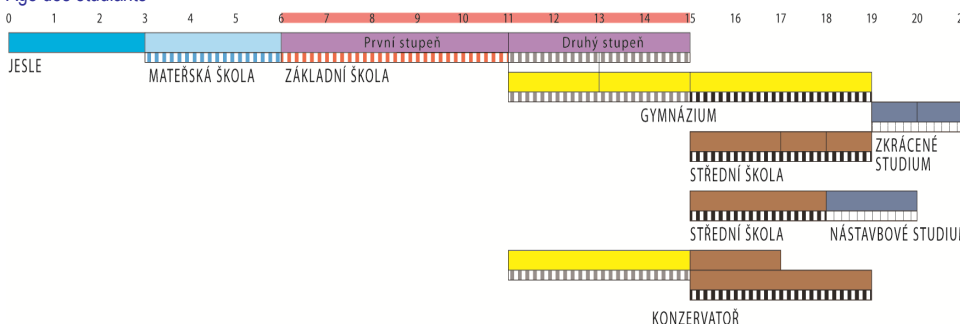 Age des étudiants
0 1 2 3 4 5 6 7 8 9 10 11 12 13 14 15 16 17 18 19 20
První stupeň Druhý stupeň
JESLE
MATEŘSKÁ ŠKOLA ZÁKLADNÍ ŠKOLA
GYMNÁZIUM
ZKRÁCENÉ
STUDIUM
STŘEDNÍ ŠKOLA
STŘEDNÍ ŠKOLA NÁSTAVBOVÉ STUDIUM
KONZERVATOŘ